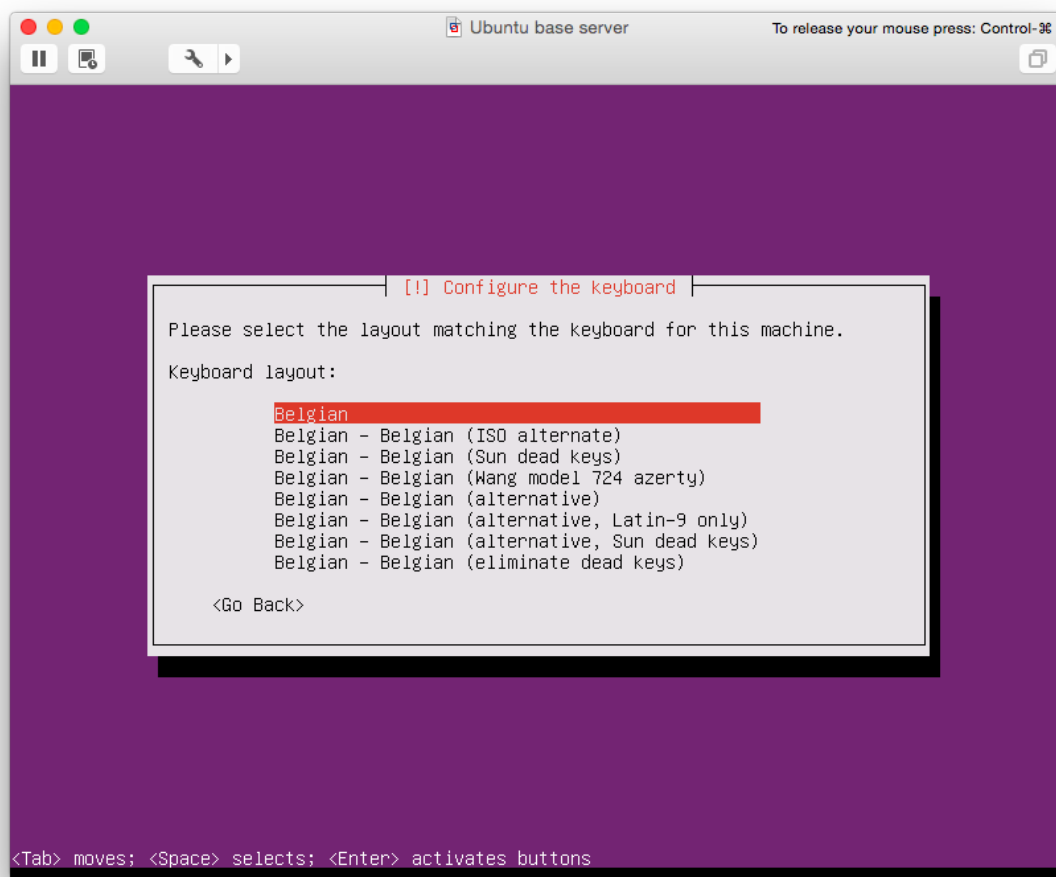 Ubuntu base server
To release your mouse press: Control-⌘
[!] Configure the keyboard
Please select the layout matching the keyboard for this machine.
Keyboard layout:
Belgian
Belgian - Belgian (ISO alternate)
Belgian - Belgian (Sun dead keys)
Belgian - Belgian (Wang model 724 azerty)
Belgian - Belgian (alternative)
Belgian - Belgian (alternative, Latin-9 only)
Belgian - Belgian (alternative, Sun dead keys)
Belgian - Belgian (eliminate dead keys)
<Go Back>
<Tab> moves; <Space> selects; <Enter> activates buttons